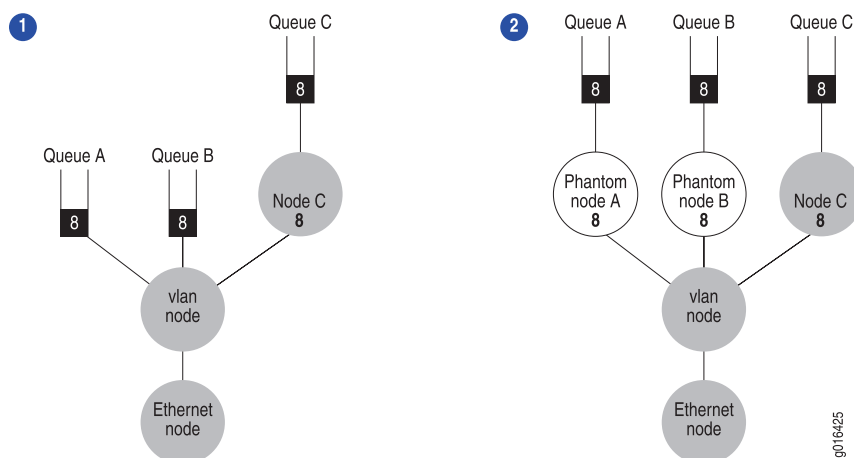 1
Queue C
8
Queue A
Queue B
8
8
Node C
8
vlan
node
Ethernet
node
2
Queue A
Queue B
Queue C
8
8
8
Phantom
node A
8
Phantom
node B
8
Node C
8
vlan
node
Ethernet
node
g016425